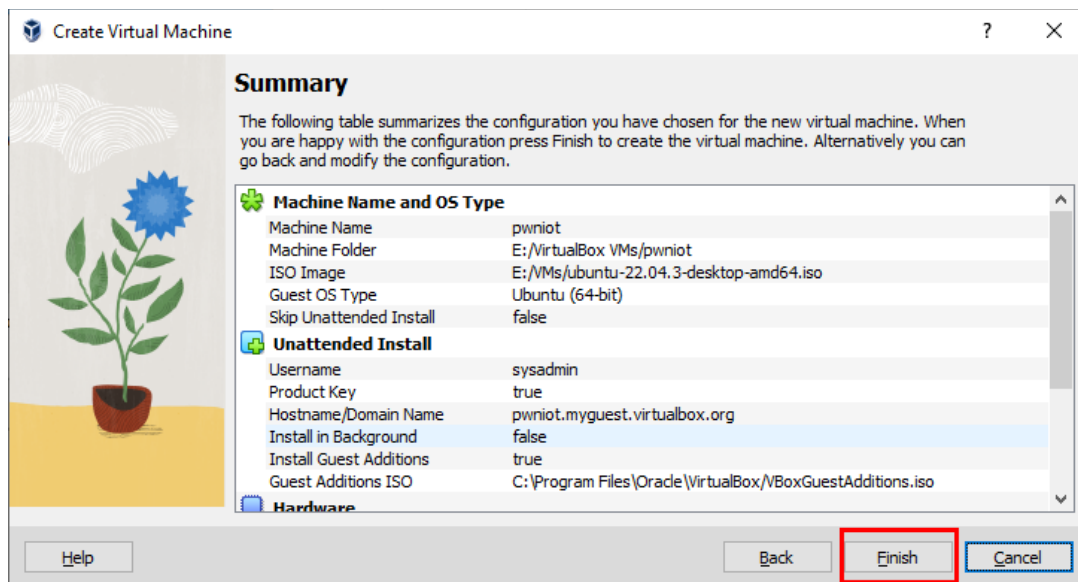 Create Virtual Machine ?
Summary
The following table summarizes the configuration you have chosen for the new virtual machine. When
you are happy with the configuration press Finish to create the virtual machine. Alternatively you can
go back and modify the configuration.
Machine Name and OS Type
Machine Name pwniot
Machine Folder E:/VirtualBox VMs/pwniot
ISO Image E:/VMs/ubuntu-22.04.3-desktop-amd64.iso
Guest OS Type Ubuntu (64-bit)
Skip Unattended Install false
Unattended Install
Username sysadmin
Product Key true
Hostname/Domain Name pwniot.myguest.virtualbox.org
Install in Background false
Install Guest Additions true
Guest Additions ISO C:\Program Files\Oracle\VirtualBox/VBoxGuestAdditions.iso
Hardware
Help Back Finish Cancel